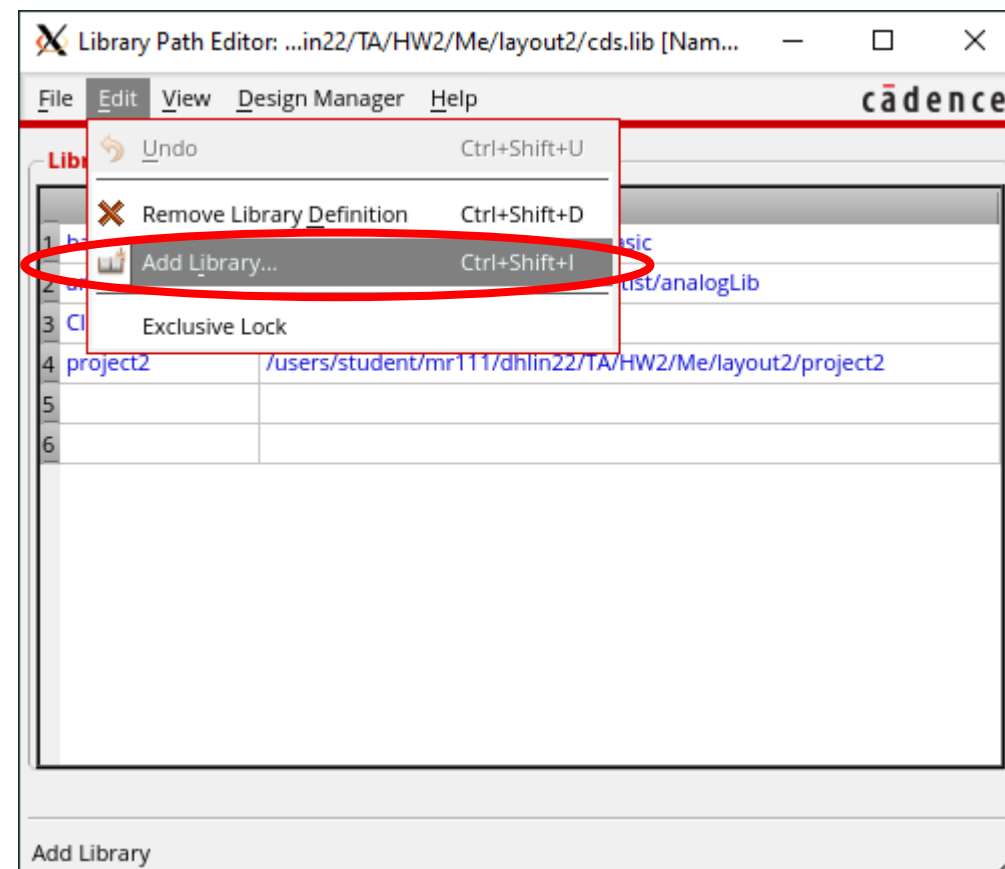 Library Path Editor: ...in22/TA/HW2/Me/layout2/cds.lib [Nam...
File Edit View Design Manager Help cādence
Undo Ctrl+Shift+U
Remove Library Definition Ctrl+Shift+D
1
Add Library... Ctrl+Shift+I
2 tist/analogLib
3
Exclusive Lock
4 project2 /users/student/mr111/dhlin22/TA/HW2/Me/layout2/project2
5
6
Add Library